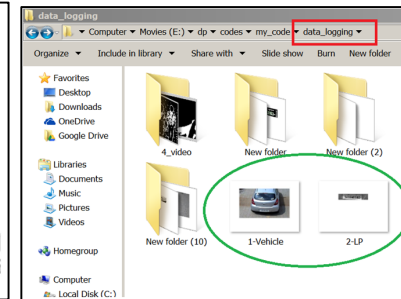 data_logging
Computer ▾ Movies (E:) ▾ dp ▾ codes ▾ my_code ▾ data_logging ▾
Organize ▾ Include in library ▾ Share with ▾ Slide show Burn New folder
Favorites
Desktop
Downloads
OneDrive
Google Drive
4_video
New folder
New folder (2)
Libraries
Documents
Music
Pictures
Videos
New folder (10)
1-Vehicle
2-LP
Homegroup
Computer
Local Disk (C:)